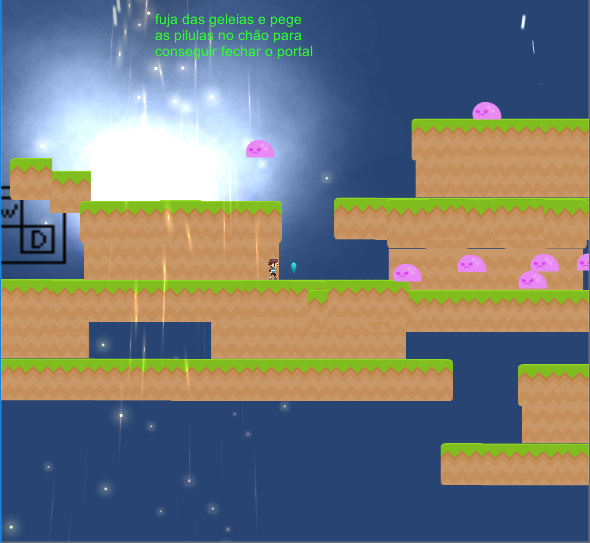 fuja das geleias e pege
as pilulas no chão para
conseguir fechar o portal
W
D